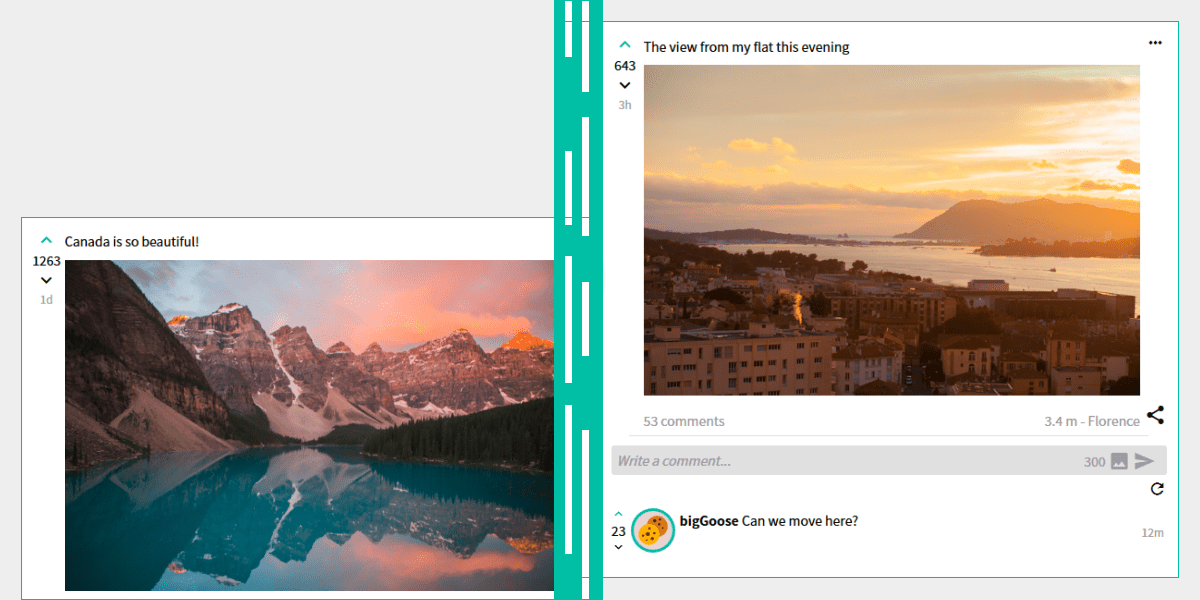 Canada is so beautiful!
1263
1d
The view from my flat this evening
643
3h
53 comments
3.4 m - Florence
Write a comment...
300
23
bigGoose Can we move here?
12m